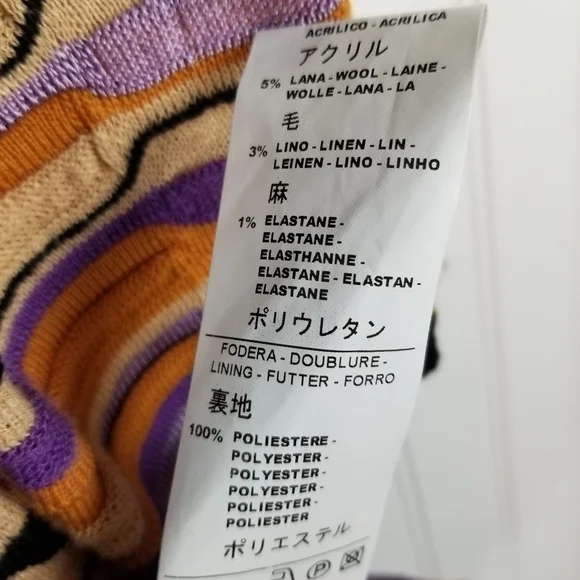 ACRILICO - ACRILICA
アクリル
5% LANA - WOOL - LAINE -
WOLLE - LANA - LA
毛
3% LINO - LINEN - LIN -
LEINEN - LINO - LINHO
麻
1% ELASTANE -
ELASTANE -
ELASTHANNE -
ELASTANE - ELASTAN -
ELASTANE
ポリウレタン
FODERA - DOUBLURE -
LINING - FUTTER - FORRO
裏地
100% POLIESTERE -
POLYESTER -
POLYESTER -
POLYESTER -
POLIESTER -
POLIESTER
ポリエステル
P